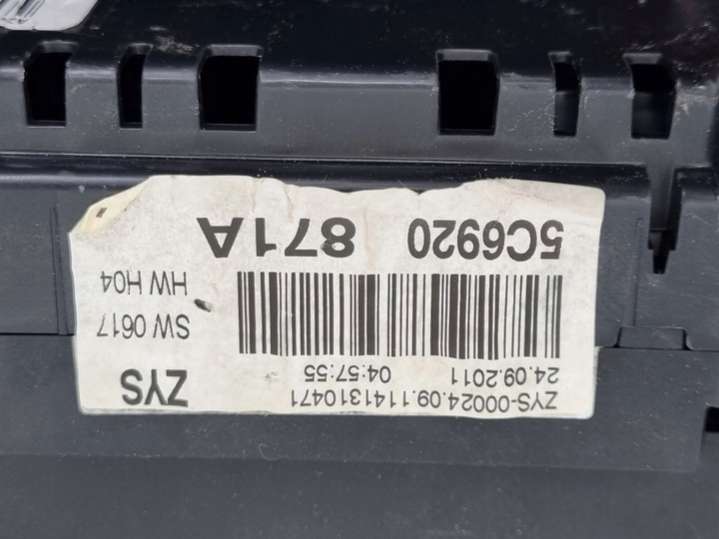 ZYS-00024.09.1141310471
24.09.2011 04:57:55
ZYS
SW 0617
HW H04
5C6920 871A